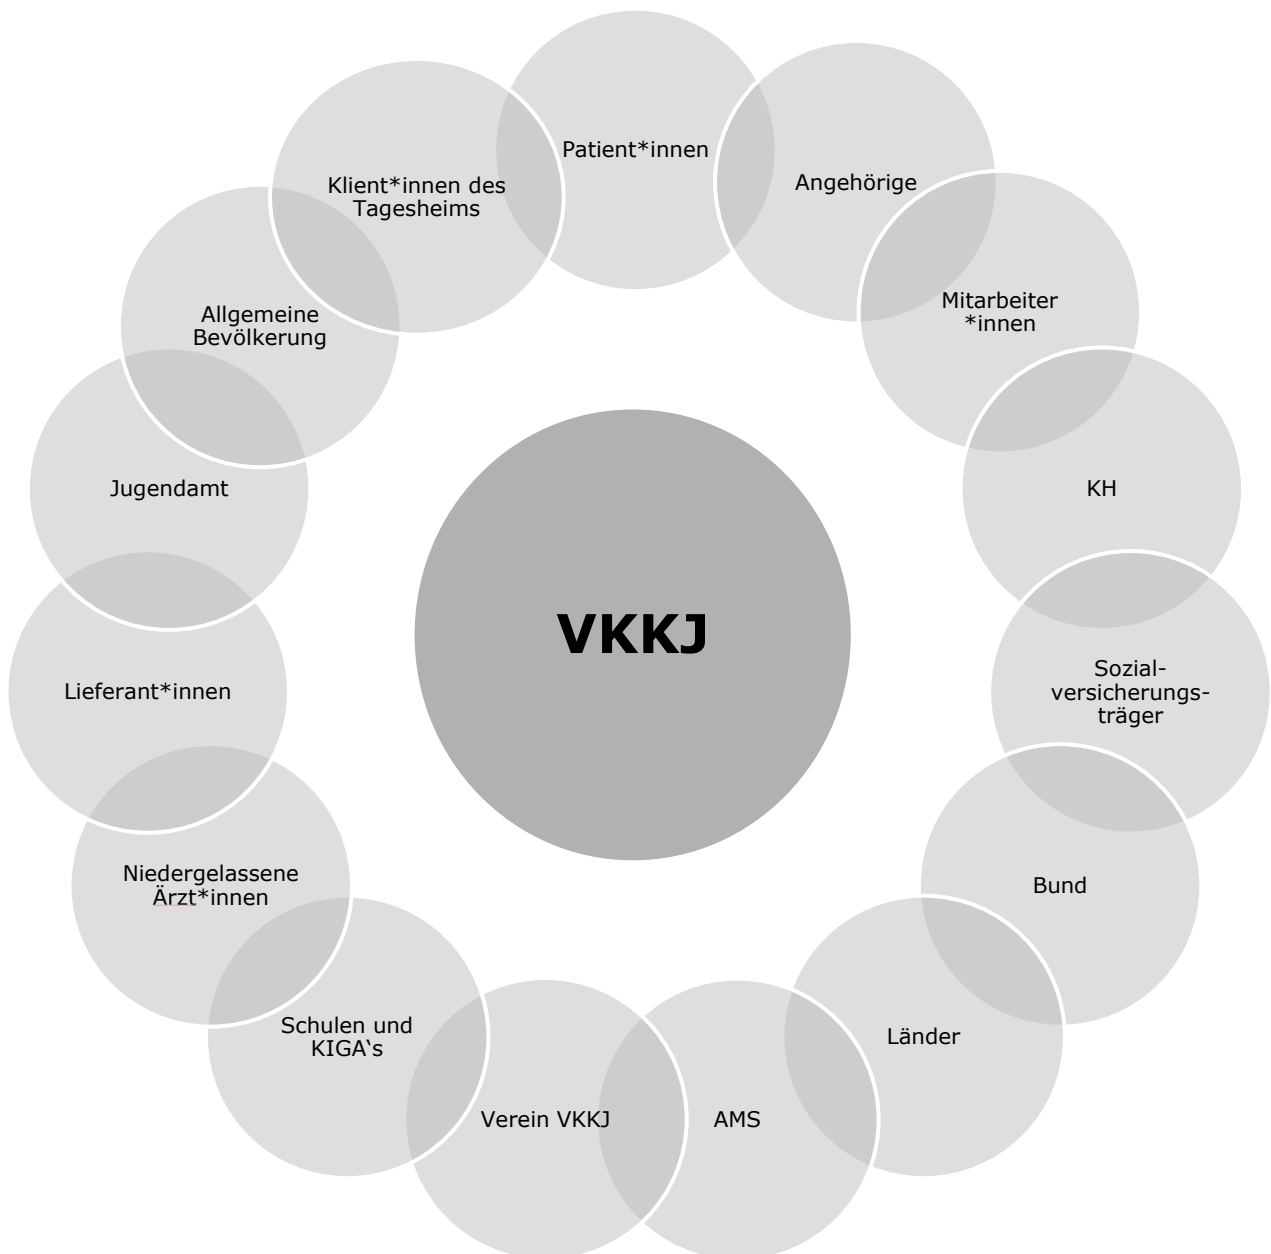 Patient*innen
Angehörige
Mitarbeiter
*innen
KH
Sozial-
versicherungs-
träger
Bund
Länder
AMS
Verein VKKJ
Schulen und
KIGA‘s
Niedergelassene
Ärzt*innen
Lieferant*innen
Jugendamt
Allgemeine
Bevölkerung
Klient*innen des
Tagesheims
VKKJ